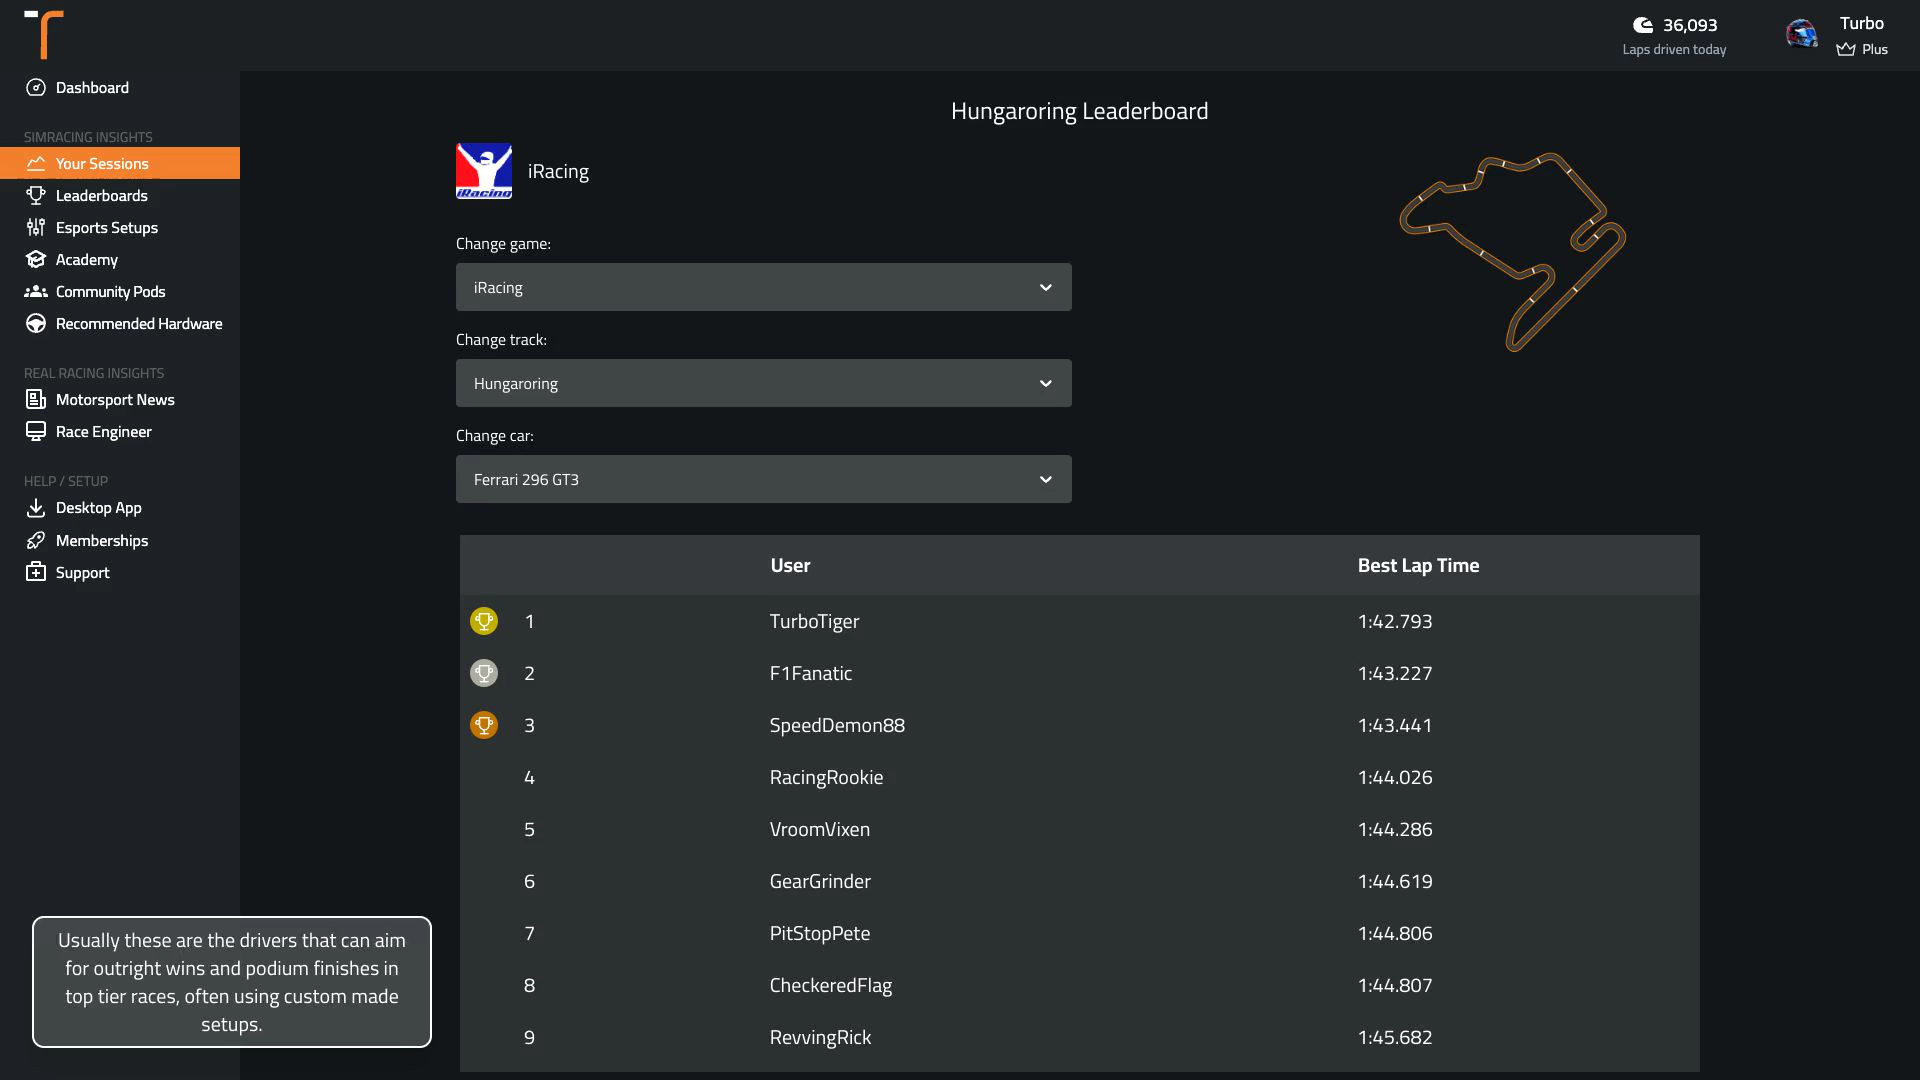 36,093
Laps driven today
Turbo
Plus
Dashboard
SIMRACING INSIGHTS
Your Sessions
Leaderboards
Esports Setups
Academy
Community Pods
Recommended Hardware
REAL RACING INSIGHTS
Motorsport News
Race Engineer
HELP / SETUP
Desktop App
Memberships
Support
Hungaroring Leaderboard
iRacing
iRacing
Change game:
iRacing
Change track:
Hungaroring
Change car:
Ferrari 296 GT3
User Best Lap Time
1 TurboTiger 1:42.793
2 F1Fanatic 1:43.227
3 SpeedDemon88 1:43.441
4 RacingRookie 1:44.026
5 VroomVixen 1:44.286
6 GearGrinder 1:44.619
7 PitStopPete 1:44.806
8 CheckeredFlag 1:44.807
9 RevvingRick 1:45.682
Usually these are the drivers that can aim
for outright wins and podium finishes in
top tier races, often using custom made
setups.